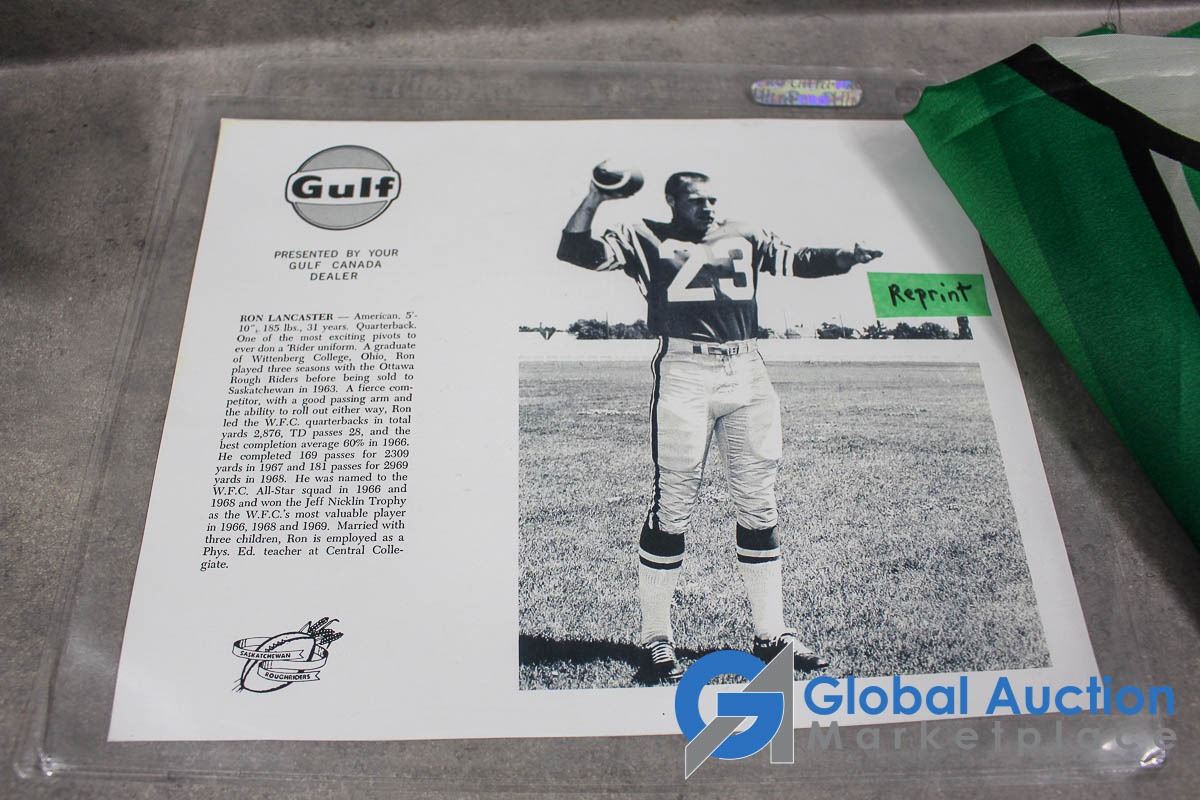 Gulf
PRESENTED BY YOUR
GULF CANADA
DEALER
RON LANCASTER — American. 5'-
10", 185 lbs., 31 years. Quarterback.
One of the most exciting pivots to
ever don a 'Rider uniform. A graduate
of Wittenberg College, Ohio, Ron
played three seasons with the Ottawa
Rough Riders before being sold to
Saskatchewan in 1963. A fierce com-
petitor, with a good passing arm and
the ability to roll out either way, Ron
led the W.F.C. quarterbacks in total
yards 2,876, TD passes 28, and the
best completion average 60% in 1966.
He completed 169 passes for 2309
yards in 1967 and 181 passes for 2969
yards in 1968. He was named to the
W.F.C. All-Star squad in 1966 and
1968 and won the Jeff Nicklin Trophy
as the W.F.C.'s most valuable player
in 1966, 1968 and 1969. Married with
three children, Ron is employed as a
Phys. Ed. teacher at Central Colle-
giate.
SASKATCHEWAN
ROUGHRIDERS
23
Reprint
GA Global Auction
Marketplace